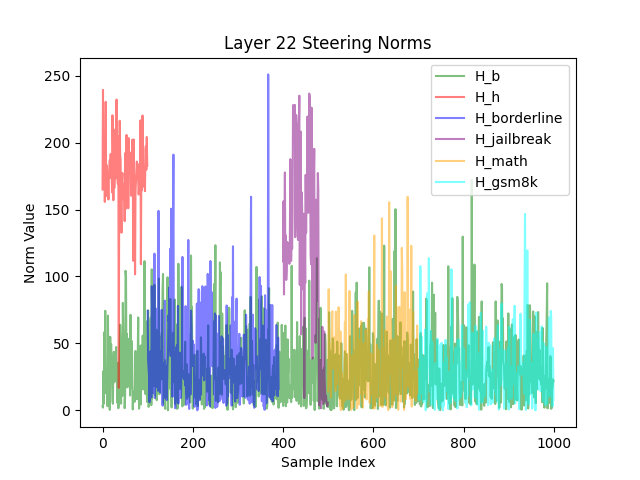 Layer 22 Steering Norms
H_b
H_h
H_borderline
H_jailbreak
H_math
H_gsm8k
Norm Value
250
200
150
100
50
0
0
200
400
600
800
1000
Sample Index